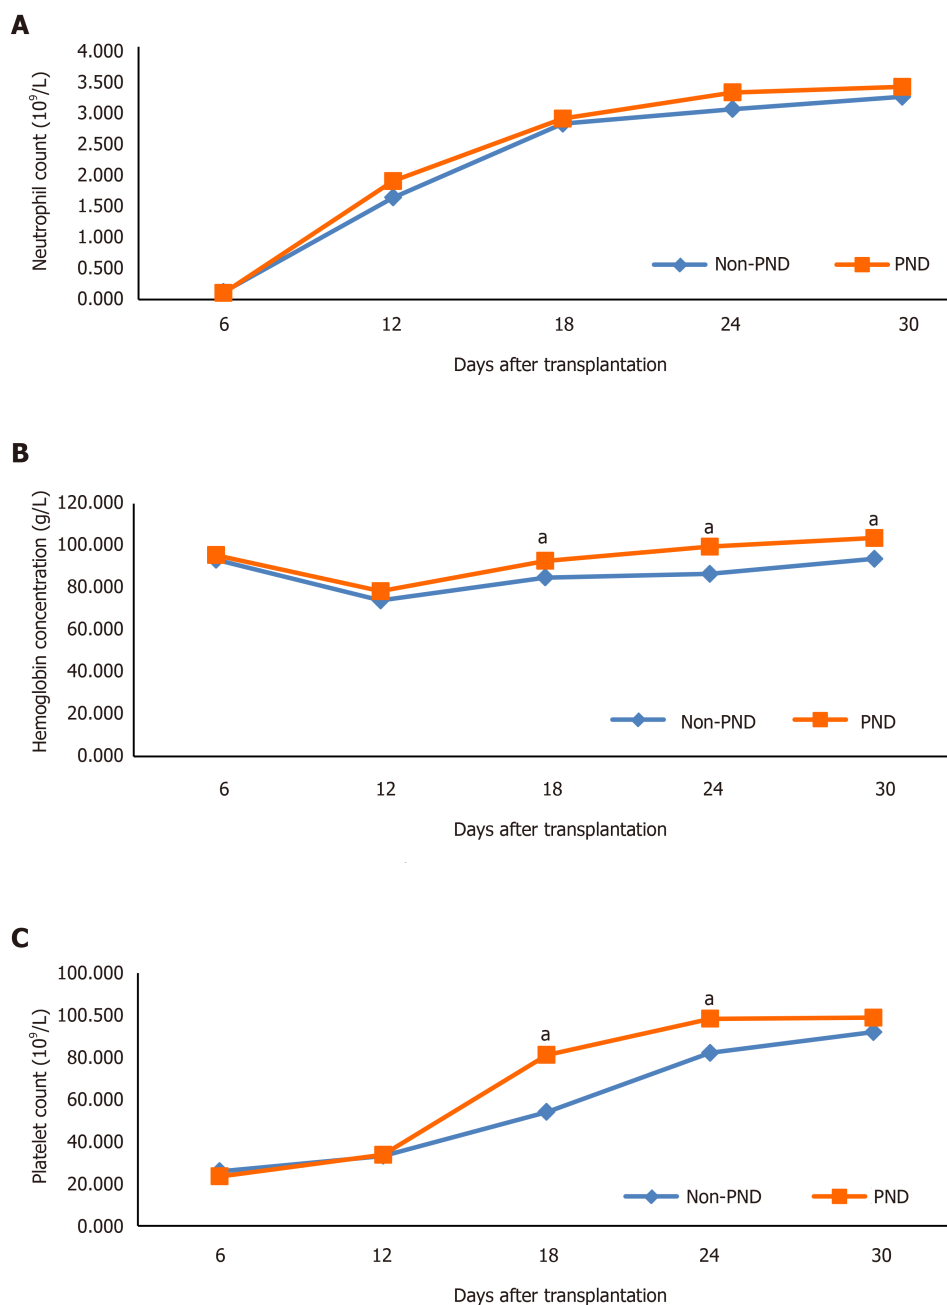 A
Neutrophil count (10⁹/L)
4.000
3.500
3.000
2.500
2.000
1.500
1.000
0.500
0.000
Non-PND PND
6 12 18 24 30
Days after transplantation
B
Hemoglobin concentration (g/L)
120.000
100.000
80.000
60.000
40.000
20.000
0.000
a a a
Non-PND PND
6 12 18 24 30
Days after transplantation
C
Platelet count (10⁹/L)
100.000
100.500
80.000
60.000
40.000
20.000
0.000
a a
Non-PND PND
6 12 18 24 30
Days after transplantation